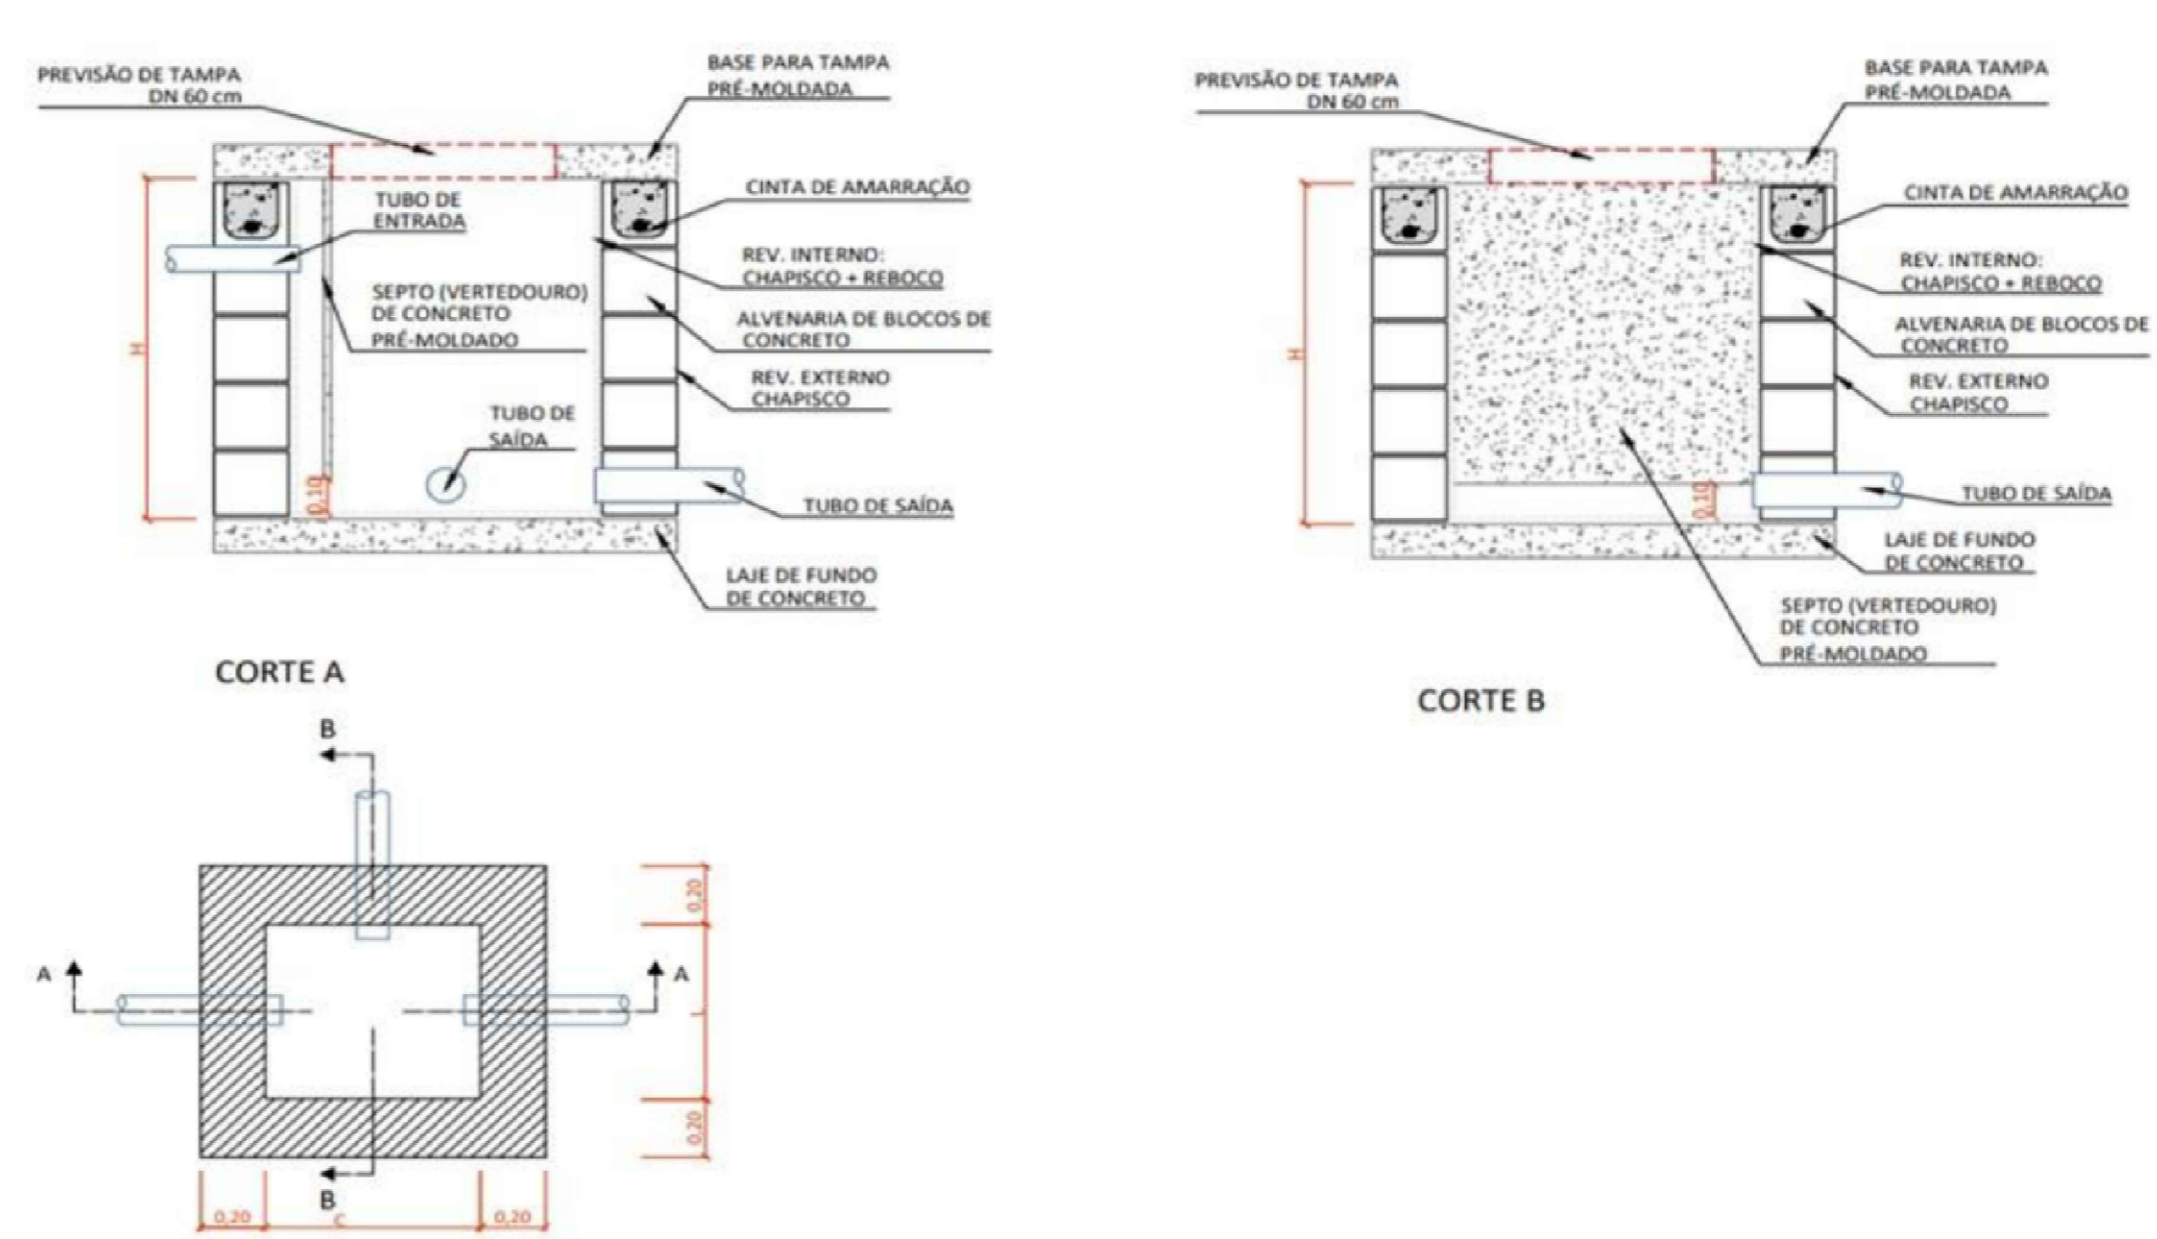 PREVISÃO DE TAMPA
DN 60 cm
BASE PARA TAMPA
PRÉ-MOLDADA
TUBO DE
ENTRADA
CINTA DE AMARRAÇÃO
REV. INTERNO:
CHAPISCO + REBOCO
SEPTO (VERTEDOURO)
DE CONCRETO
PRÉ-MOLDADO
ALVENARIA DE BLOCOS DE
CONCRETO
H
REV. EXTERNO
CHAPISCO
TUBO DE
SAÍDA
0,10
TUBO DE SAÍDA
LAJE DE FUNDO
DE CONCRETO
CORTE A
PREVISÃO DE TAMPA
DN 60 cm
BASE PARA TAMPA
PRÉ-MOLDADA
CINTA DE AMARRAÇÃO
REV. INTERNO:
CHAPISCO + REBOCO
ALVENARIA DE BLOCOS DE
CONCRETO
H
REV. EXTERNO
CHAPISCO
0,10
TUBO DE SAÍDA
LAJE DE FUNDO
DE CONCRETO
SEPTO (VERTEDOURO)
DE CONCRETO
PRÉ-MOLDADO
CORTE B
B
0,20
A
A
L
0,20
B
0,20
C
0,20